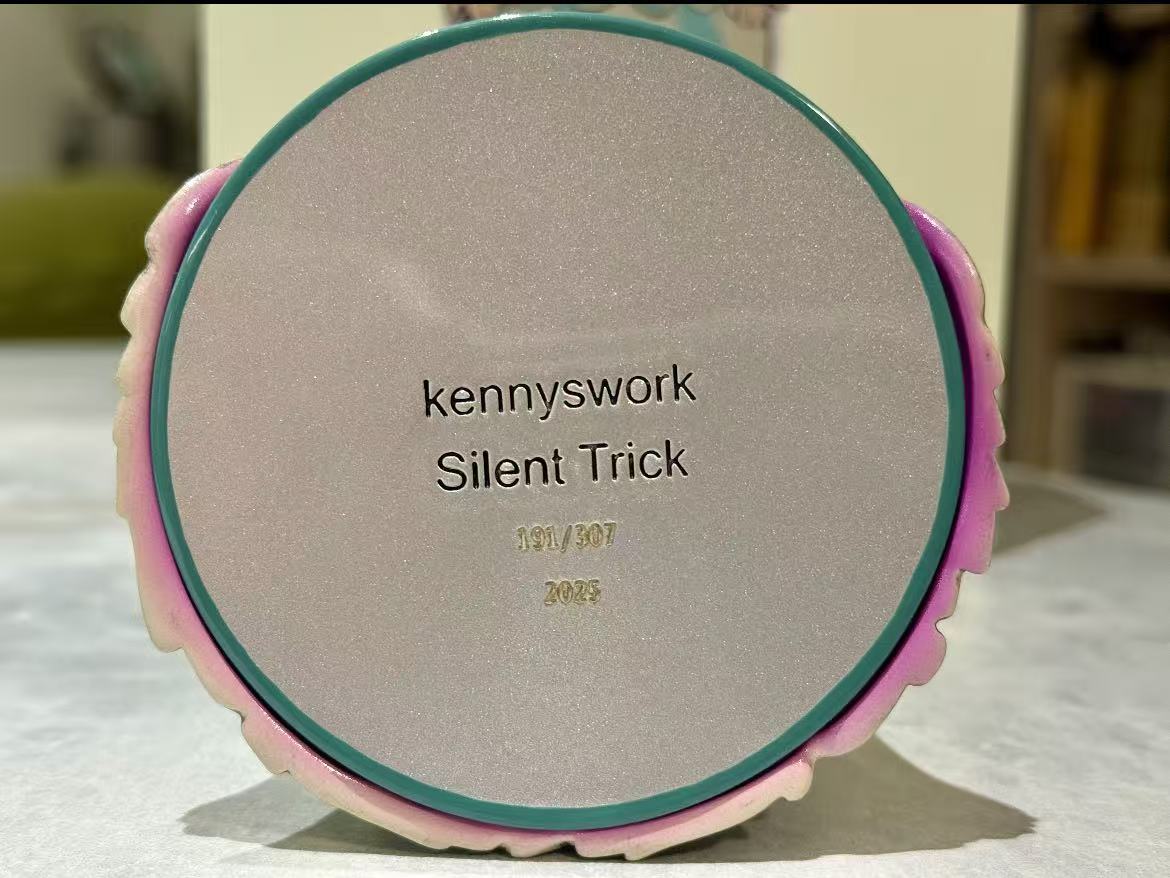 kennyswork
Silent Trick
191/307
2025